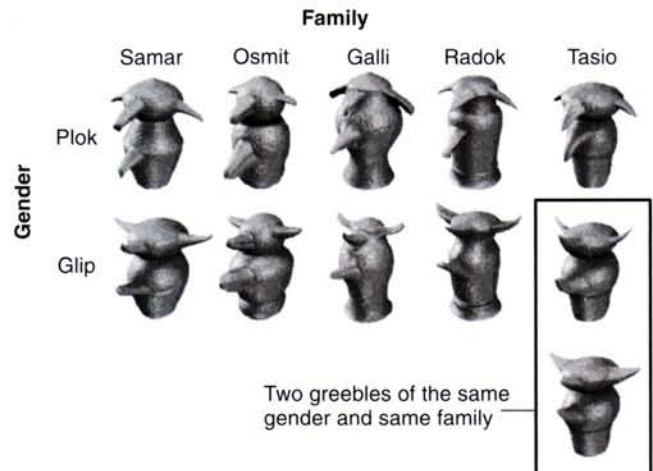 Family
Samar Osmit Galli Radok Tasio
Plok
Gender
Glip
Two greebles of the same
gender and same family